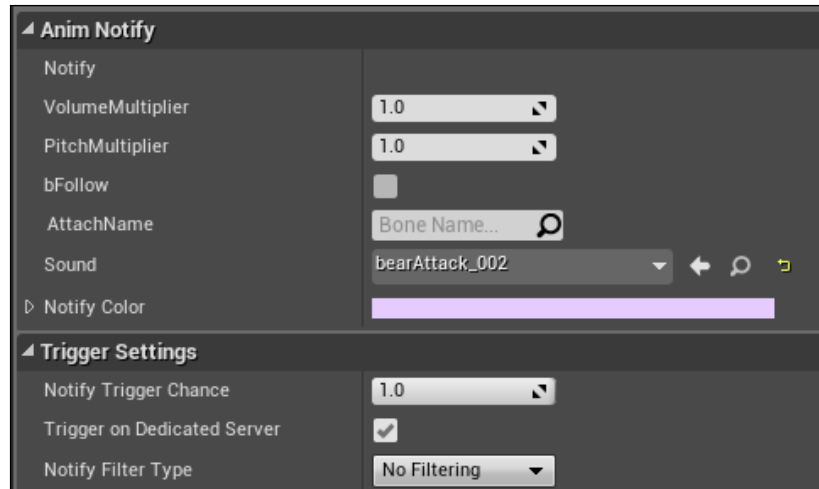 Anim Notify
Notify
VolumeMultiplier 1.0
PitchMultiplier 1.0
bFollow
AttachName Bone Name...
Sound bearAttack_002
Notify Color
Trigger Settings
Notify Trigger Chance 1.0
Trigger on Dedicated Server
Notify Filter Type No Filtering